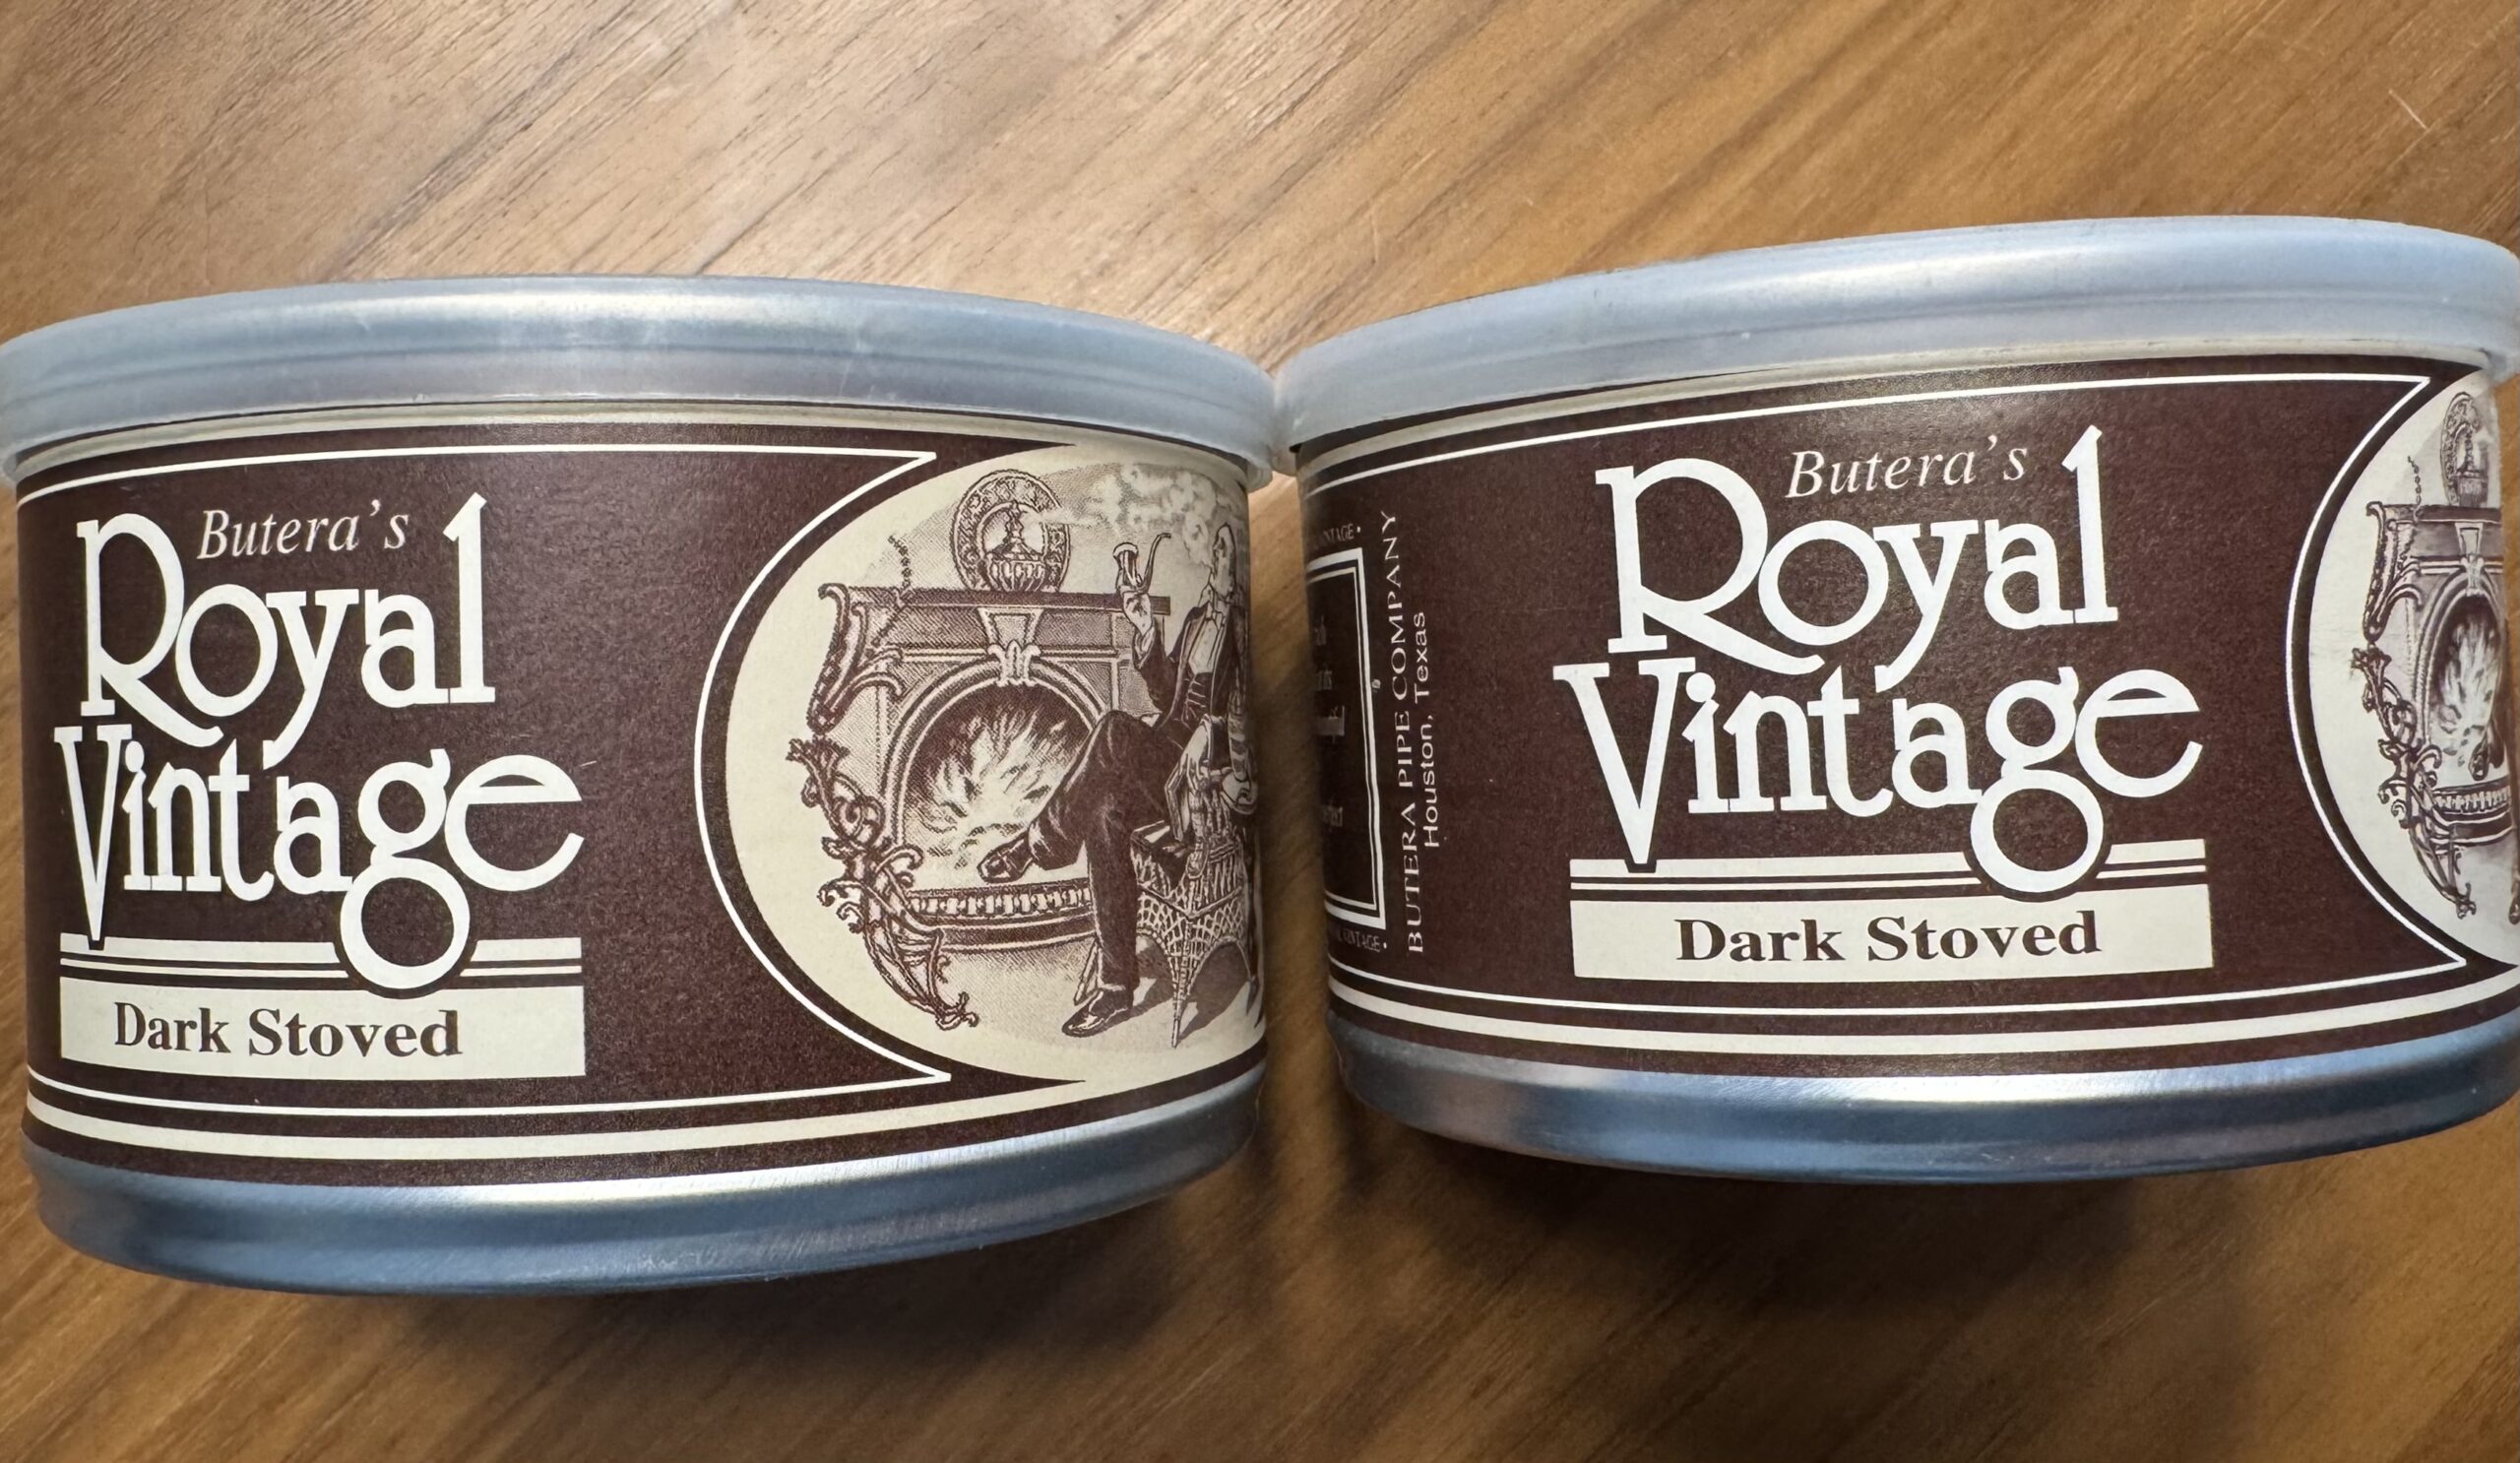 Butera's
Royal
Vintage
Dark Stoved
BUTERA PIPE COMPANY
Houston, Texas
Butera's
Royal
Vintage
Dark Stoved